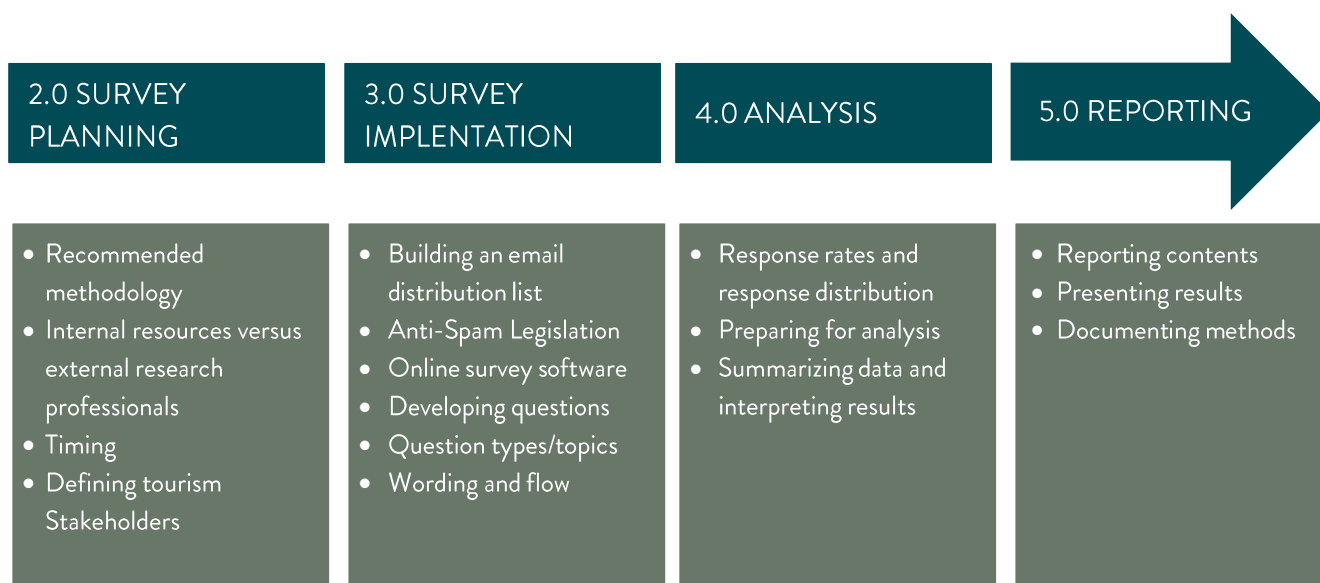 2.0 SURVEY
PLANNING
3.0 SURVEY
IMPLENTATION
4.0 ANALYSIS
5.0 REPORTING
• Recommended
methodology
• Internal resources versus
external research
professionals
• Timing
• Defining tourism
Stakeholders
• Building an email
distribution list
• Anti-Spam Legislation
• Online survey software
• Developing questions
• Question types/topics
• Wording and flow
• Response rates and
response distribution
• Preparing for analysis
• Summarizing data and
interpreting results
• Reporting contents
• Presenting results
• Documenting methods